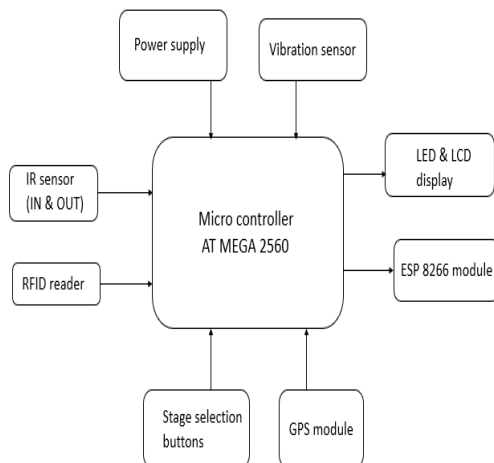 Power supply
Vibration sensor
IR sensor
(IN & OUT)
LED & LCD
display
Micro controller
AT MEGA 2560
RFID reader
ESP 8266 module
Stage selection
buttons
GPS module